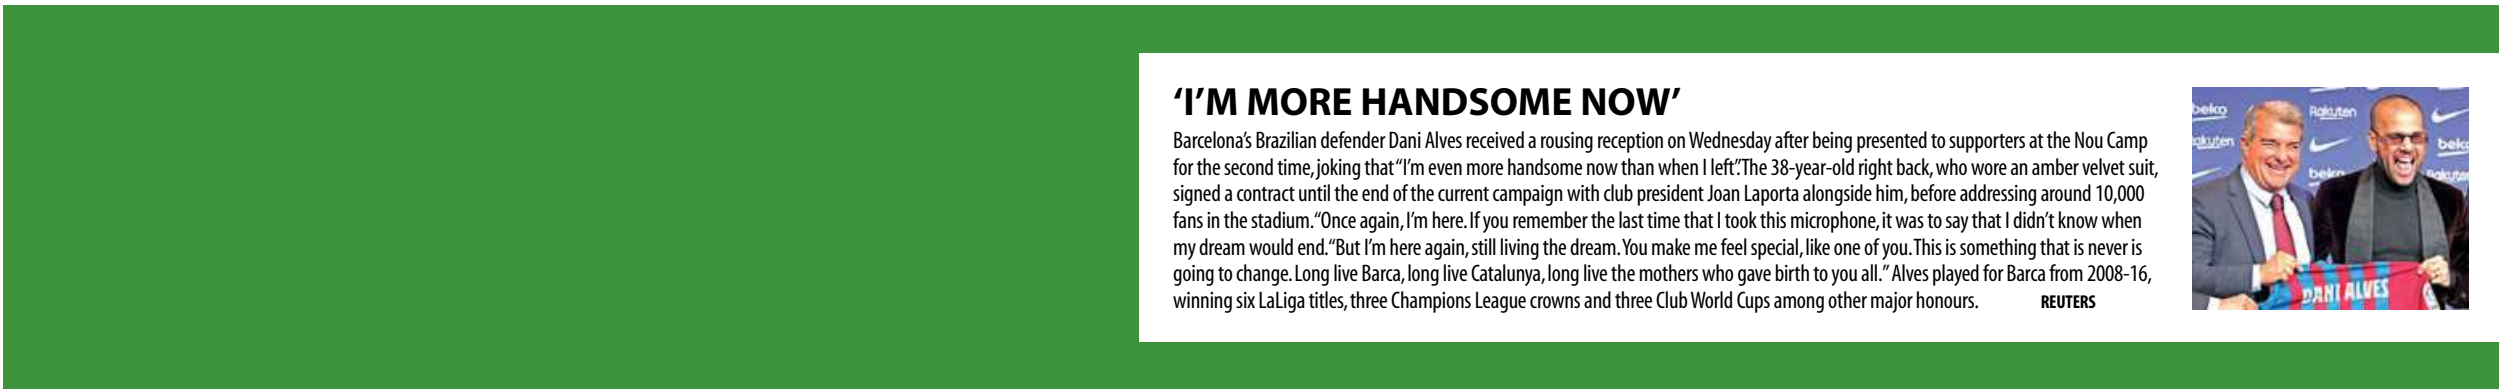 ‘I’M MORE HANDSOME NOW’
Barcelona’s Brazilian defender Dani Alves received a rousing reception on Wednesday after being presented to supporters at the Nou Camp
for the second time, joking that “I’m even more handsome now than when I left”. The 38-year-old right back, who wore an amber velvet suit,
signed a contract until the end of the current campaign with club president Joan Laporta alongside him, before addressing around 10,000
fans in the stadium. “Once again, I’m here. If you remember the last time that I took this microphone, it was to say that I didn’t know when
my dream would end. “But I’m here again, still living the dream. You make me feel special, like one of you. This is something that is never is
going to change. Long live Barca, long live Catalunya, long live the mothers who gave birth to you all.” Alves played for Barca from 2008-16,
winning six LaLiga titles, three Champions League crowns and three Club World Cups among other major honours. REUTERS
beko Rakuten
akuten beko
beko Rakuten
DANI ALVES